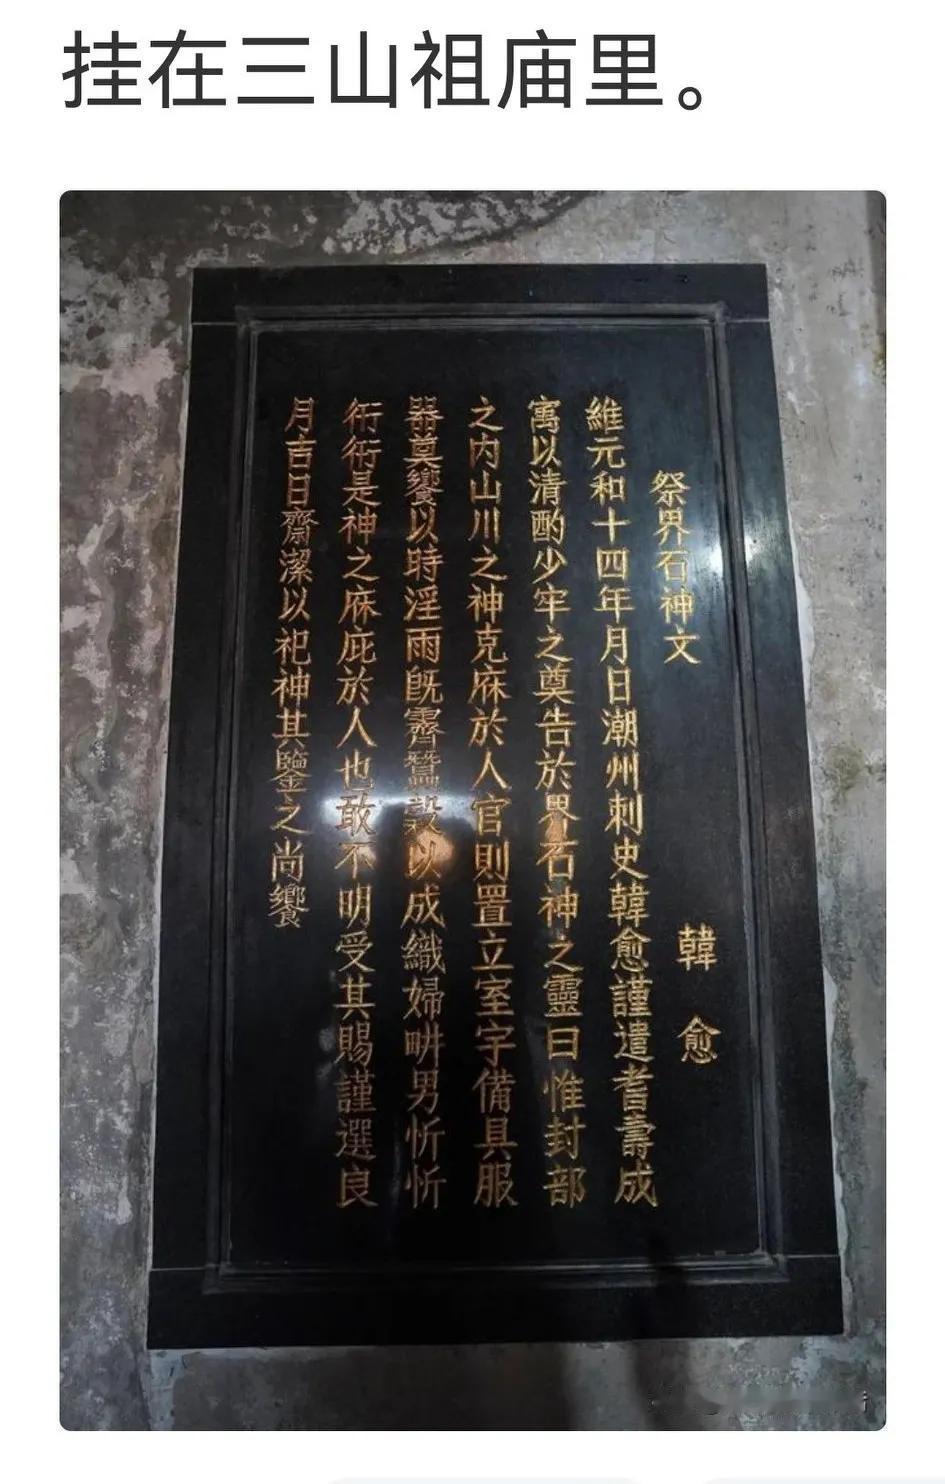 挂在三山祖庙里。
祭界石神文
韓愈
維元和十四年月日潮州刺史韓愈謹遣耆壽成
寓以清酌少牢之奠告於界石神之靈曰惟封部
之内山川之神克庥於人官則置立室宇備具服
器奠饗以時淫雨既霽蠶穀以成織婦畊男忻忻
衎衎是神之庥庇於人也敢不明受其賜謹選良
月吉日齋潔以祀神其鑒之尚饗